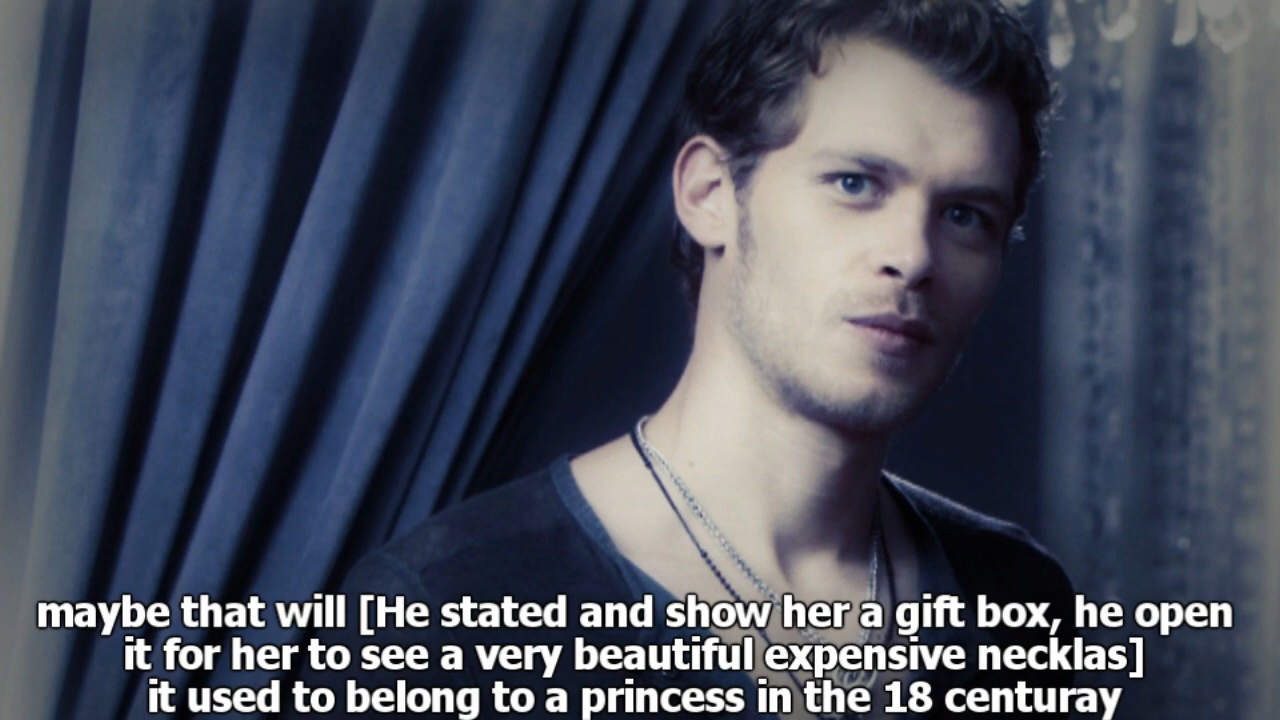 maybe that will [He stated and show her a gift box, he open
it for her to see a very beautiful expensive necklas]
it used to belong to a princess in the 18 centuray